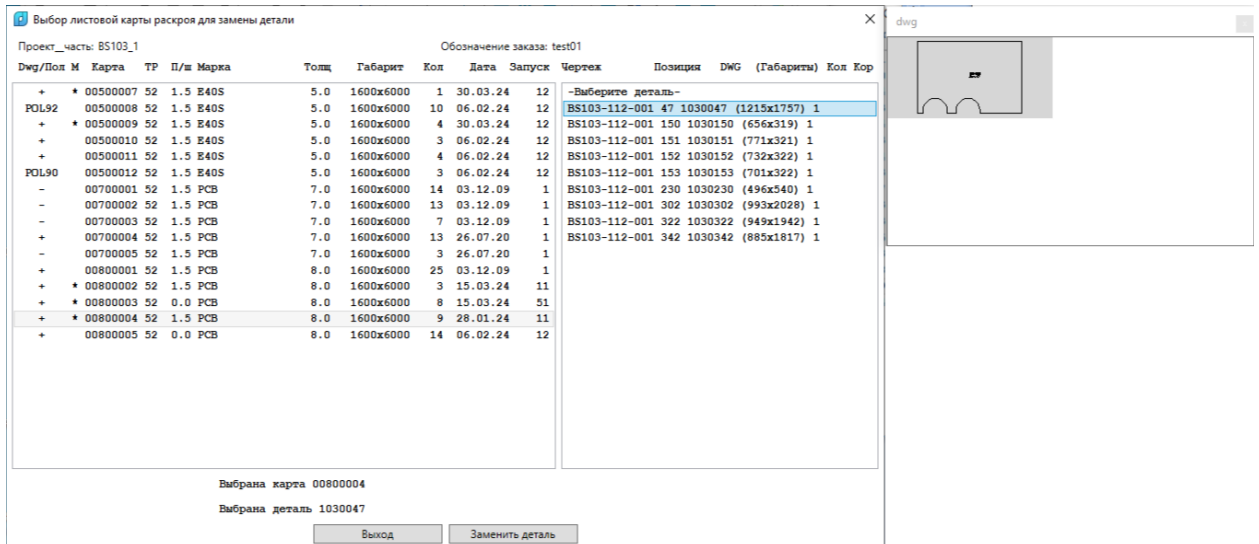 Выбор листовой карты раскроя для замены детали
dwg
Проект__часть: BS103_1 Обозначение заказа: test01
Dwg/Пол М Карта ТР П/ш Марка Толщ Габарит Кол Дата Запуск Чертеж Позиция DWG (Габариты) Кол Кор
+ * 00500007 52 1.5 E40S 5.0 1600x6000 1 30.03.24 12
POL92 00500008 52 1.5 E40S 5.0 1600x6000 10 06.02.24 12
+ * 00500009 52 1.5 E40S 5.0 1600x6000 4 30.03.24 12
+ 00500010 52 1.5 E40S 5.0 1600x6000 3 06.02.24 12
+ 00500011 52 1.5 E40S 5.0 1600x6000 4 06.02.24 12
POL90 00500012 52 1.5 E40S 5.0 1600x6000 3 06.02.24 12
- 00700001 52 1.5 PCB 7.0 1600x6000 14 03.12.09 1
- 00700002 52 1.5 PCB 7.0 1600x6000 13 03.12.09 1
- 00700003 52 1.5 PCB 7.0 1600x6000 7 03.12.09 1
+ 00700004 52 1.5 PCB 7.0 1600x6000 13 26.07.20 1
- 00700005 52 1.5 PCB 7.0 1600x6000 3 26.07.20 1
+ 00800001 52 1.5 PCB 8.0 1600x6000 25 03.12.09 1
+ * 00800002 52 1.5 PCB 8.0 1600x6000 3 15.03.24 11
+ * 00800003 52 0.0 PCB 8.0 1600x6000 8 15.03.24 51
+ * 00800004 52 1.5 PCB 8.0 1600x6000 9 28.01.24 11
+ 00800005 52 0.0 PCB 8.0 1600x6000 14 06.02.24 12
-Выберите деталь-
BS103-112-001 47 1030047 (1215x1757) 1
BS103-112-001 150 1030150 (656x319) 1
BS103-112-001 151 1030151 (771x321) 1
BS103-112-001 152 1030152 (732x322) 1
BS103-112-001 153 1030153 (701x322) 1
BS103-112-001 230 1030230 (496x540) 1
BS103-112-001 302 1030302 (993x2028) 1
BS103-112-001 322 1030322 (949x1942) 1
BS103-112-001 342 1030342 (885x1817) 1
Выбрана карта 00800004
Выбрана деталь 1030047
Выход
Заменить деталь